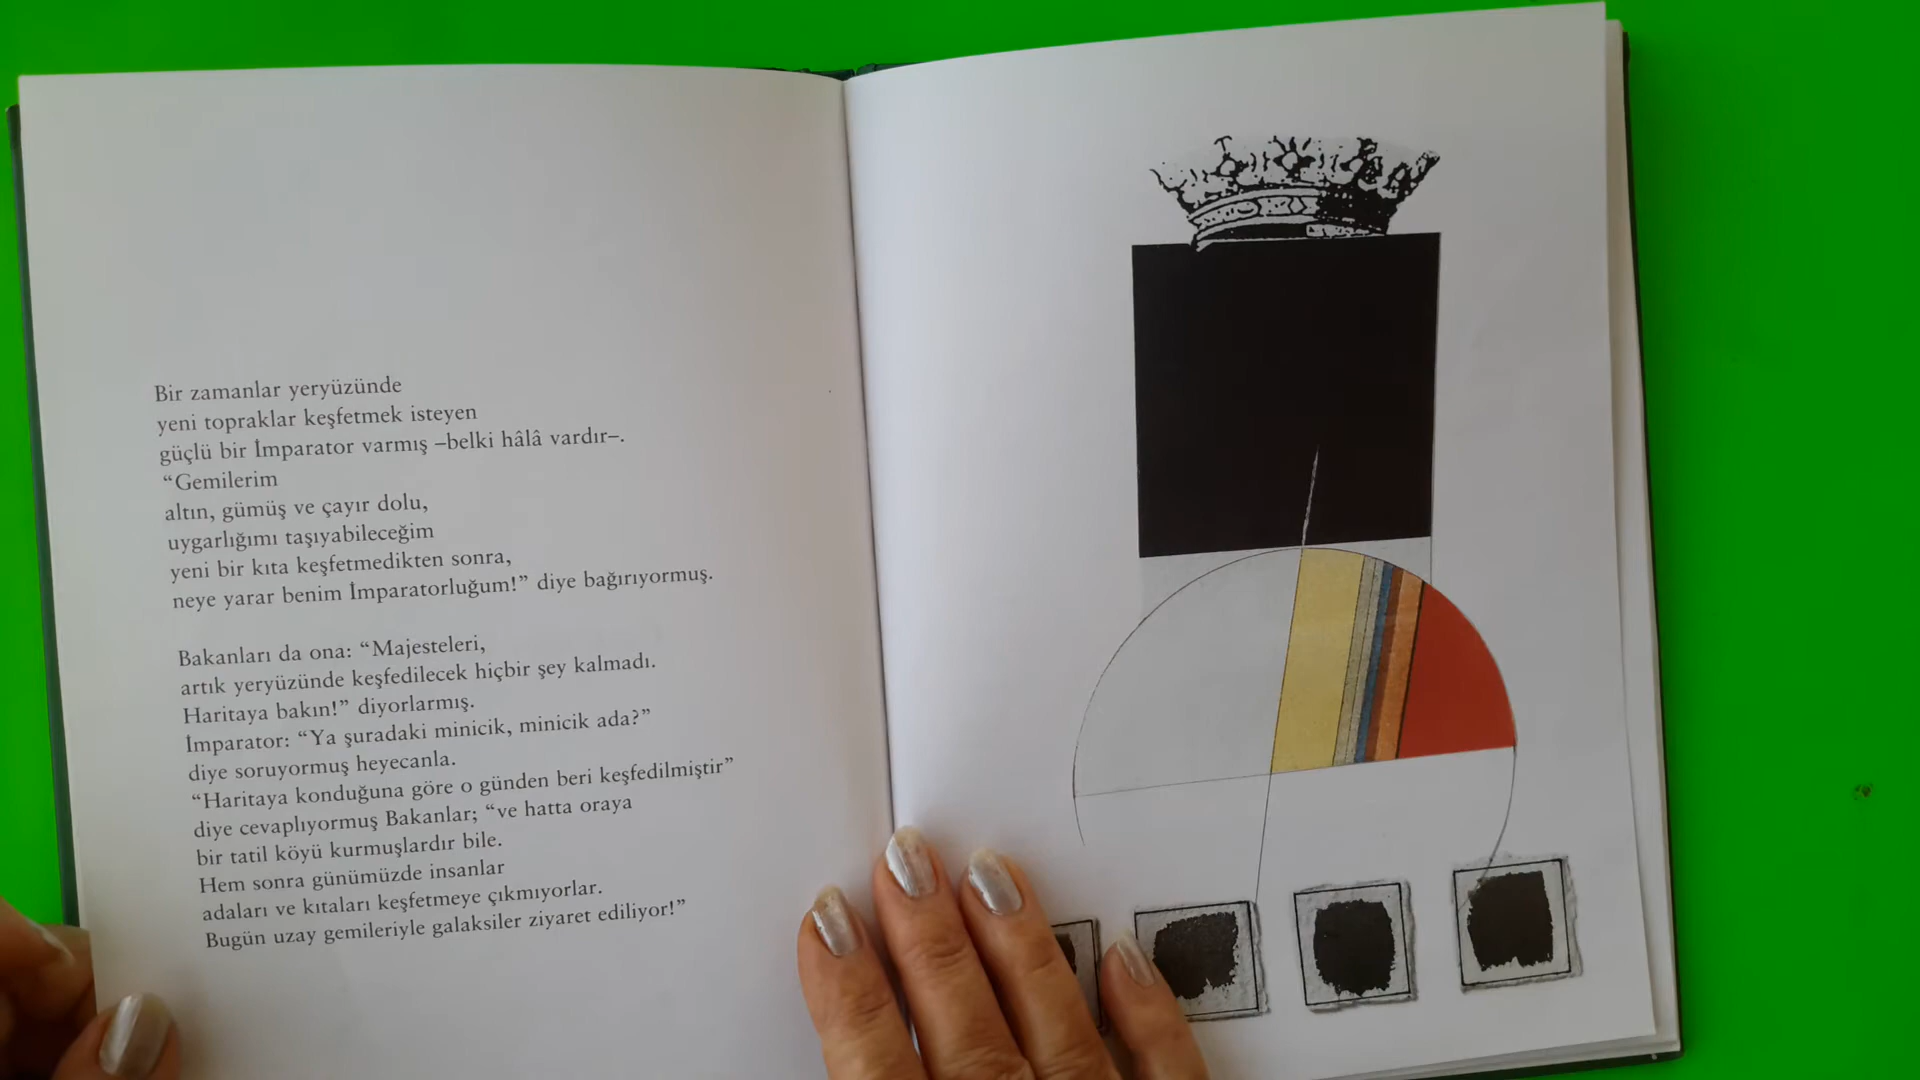 Bir zamanlar yeryüzünde
yeni topraklar keşfetmek isteyen
güçlü bir İmparator varmış –belki hâlâ vardır–.
“Gemilerim
altın, gümüş ve çayır dolu,
uygarlığımı taşıyabileceğim
yeni bir kıta keşfetmedikten sonra,
neye yarar benim İmparatorluğum!” diye bağırıyormuş.
Bakanları da ona: “Majesteleri,
artık yeryüzünde keşfedilecek hiçbir şey kalmadı.
Haritaya bakın!” diyorlarmış.
İmparator: “Ya şuradaki minicik, minicik ada?”
diye soruyormuş heyecanla.
“Haritaya konduğuna göre o günden beri keşfedilmiştir”
diye cevaplıyormuş Bakanlar; “ve hatta oraya
bir tatil köyü kurmuşlardır bile.
Hem sonra günümüzde insanlar
adaları ve kıtaları keşfetmeye çıkmıyorlar.
Bugün uzay gemileriyle galaksiler ziyaret ediliyor!”